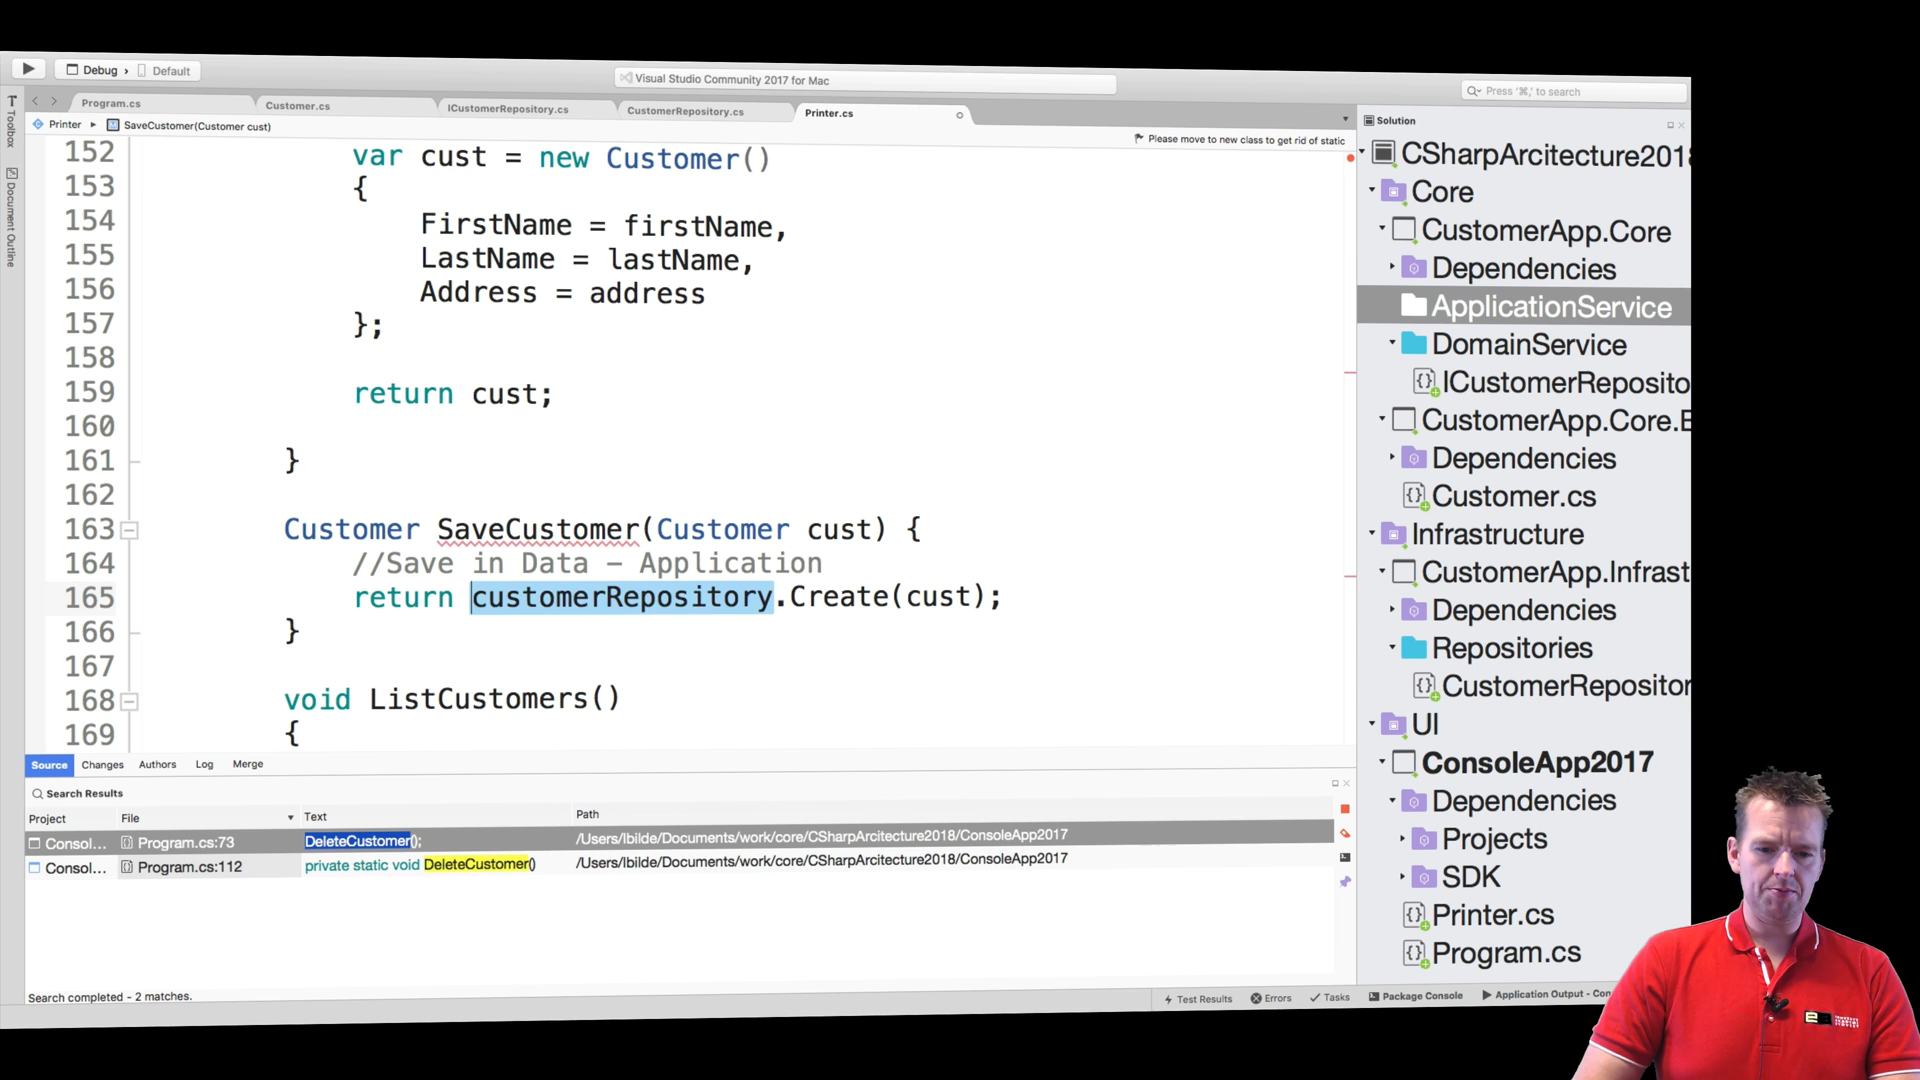 Debug › Default
Visual Studio Community 2017 for Mac
Press '⌘,' to search
Program.cs
Customer.cs
ICustomerRepository.cs
CustomerRepository.cs
Printer.cs
Printer ▸ SaveCustomer(Customer cust)
Please move to new class to get rid of static
Toolbox
Document Outline
152 var cust = new Customer()
153 {
154 FirstName = firstName,
155 LastName = lastName,
156 Address = address
157 };
158
159 return cust;
160
161 }
162
163 Customer SaveCustomer(Customer cust) {
164 //Save in Data – Application
165 return customerRepository.Create(cust);
166 }
167
168 void ListCustomers()
169 {
Source Changes Authors Log Merge
Search Results
Project File Text Path
Consol... Program.cs:73 DeleteCustomer(); /Users/lbilde/Documents/work/core/CSharpArcitecture2018/ConsoleApp2017
Consol... Program.cs:112 private static void DeleteCustomer() /Users/lbilde/Documents/work/core/CSharpArcitecture2018/ConsoleApp2017
Search completed - 2 matches.
Test Results Errors Tasks Package Console Application Output - Con
Solution
CSharpArcitecture2018
Core
CustomerApp.Core
Dependencies
ApplicationService
DomainService
ICustomerReposito
CustomerApp.Core.E
Dependencies
Customer.cs
Infrastructure
CustomerApp.Infrast
Dependencies
Repositories
CustomerRepositor
UI
ConsoleApp2017
Dependencies
Projects
SDK
Printer.cs
Program.cs